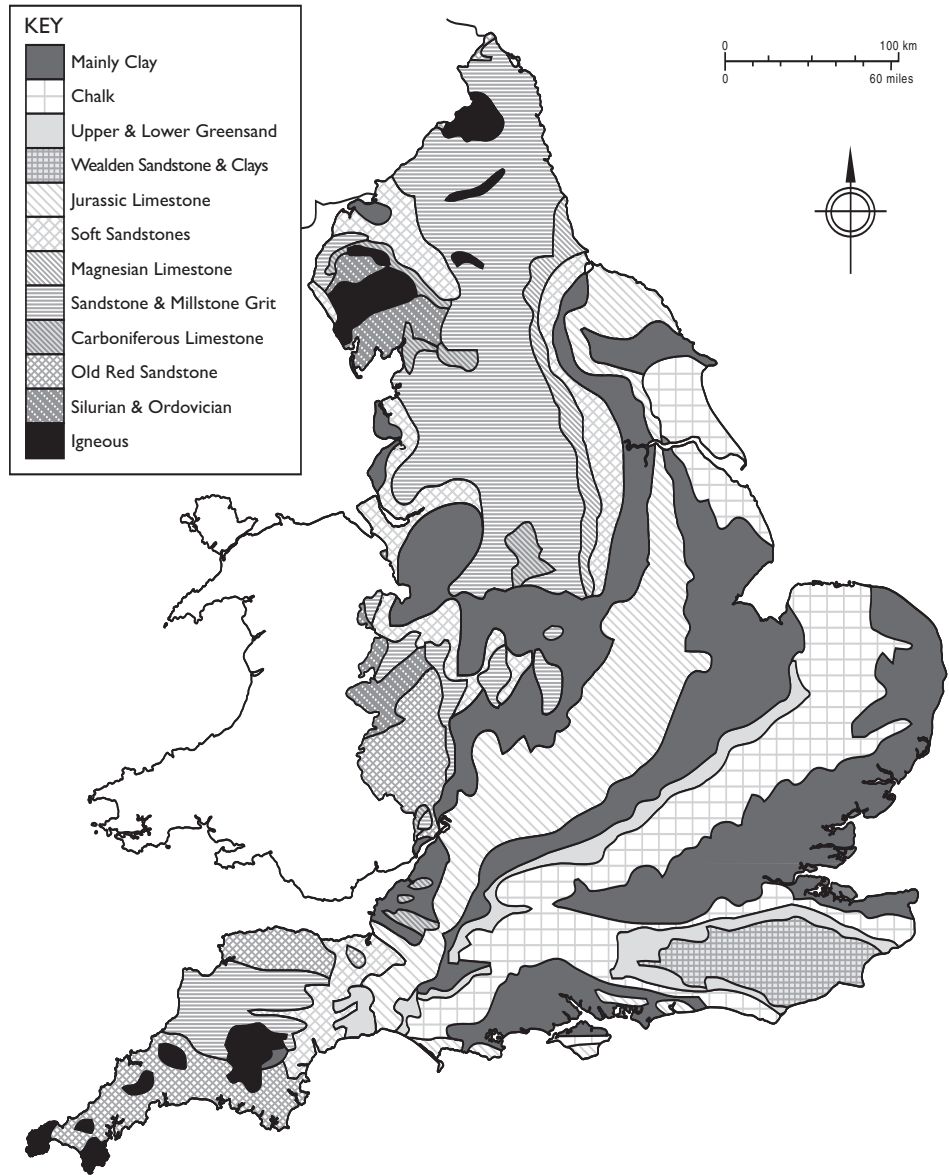 KEY
Mainly Clay
Chalk
Upper & Lower Greensand
Wealden Sandstone & Clays
Jurassic Limestone
Soft Sandstones
Magnesian Limestone
Sandstone & Millstone Grit
Carboniferous Limestone
Old Red Sandstone
Silurian & Ordovician
Igneous
0 100 km
0 60 miles